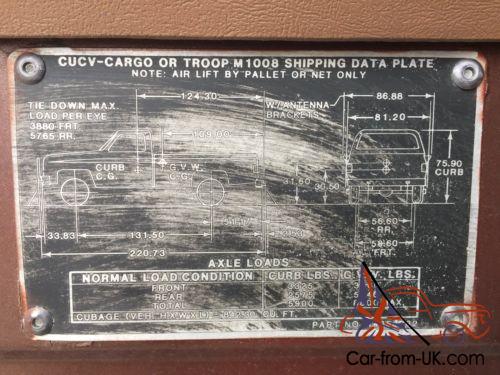 CUCV-CARGO OR TROOP M1008 SHIPPING DATA PLATE
NOTE: AIR LIFT BY PALLET OR NET ONLY
TIE DOWN MAX.
LOAD PER EYE
3880 FRT.
5765 RR.
124.30
109.00
W/ANTENNA
BRACKETS
86.88
81.20
75.90
CURB
CURB
C.G.
G.V.W.
C.G.
31.60
30.50
33.83
131.50
220.73
56.60
RR.
58.60
FRT.
AXLE LOADS
NORMAL LOAD CONDITION CURB LBS. G.V.W. LBS.
FRONT
REAR
TOTAL 5900
CUBAGE (VEH. HXWXL) CU. FT.
PART NO.
Car-from-UK.com